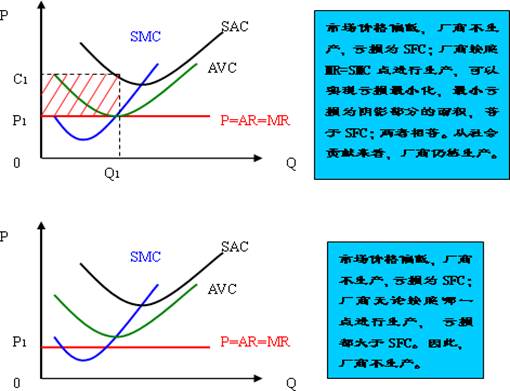 P
SMC
SAC
AVC
C1
P1
P=AR=MR
0
Q1
Q
市场价格偏低，厂商不生
产，亏损为SFC；厂商按照
MR=SMC 点进行生产，可以
实现亏损最小化，最小亏
损为阴影部分的面积，等
于SFC；两者相等。从社会
贡献来看，厂商仍然生产。
P
SMC
SAC
AVC
P1
P=AR=MR
0
Q
市场价格偏低，厂商
不生产，亏损为SFC；
厂商无论按照哪一
点进行生产， 亏损
都大于SFC。因此，
厂商不生产。